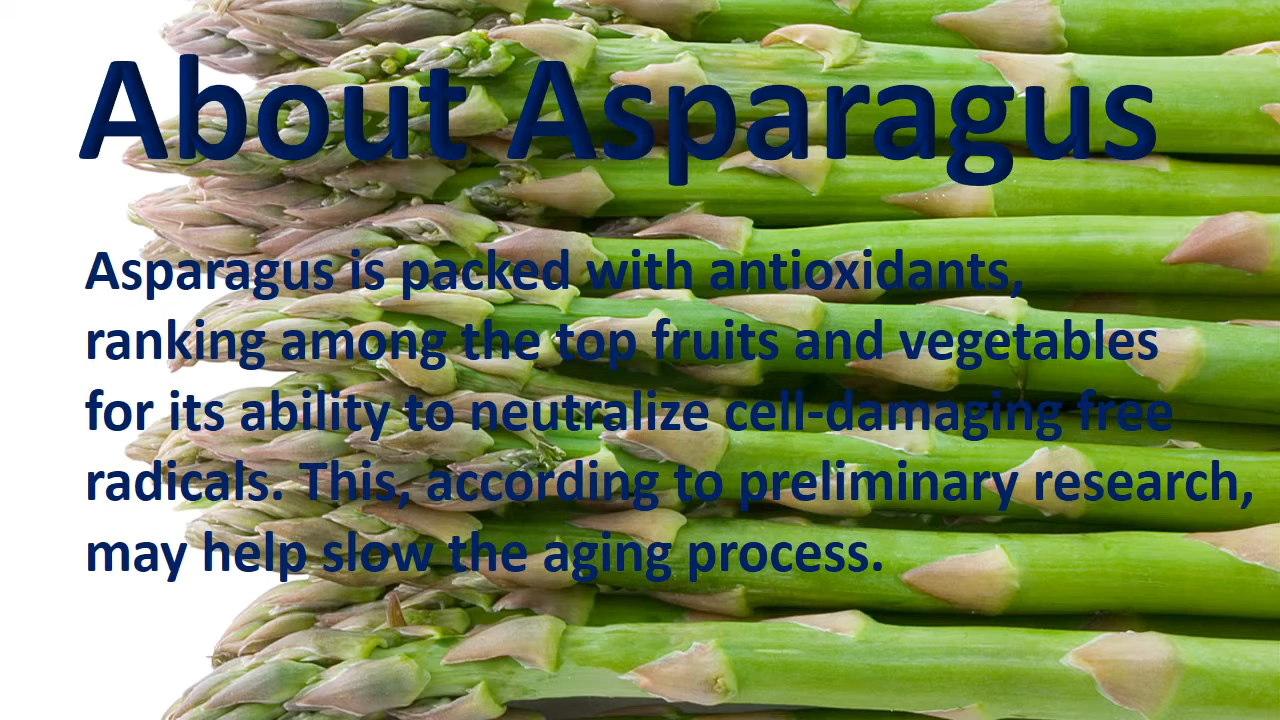 About Asparagus
Asparagus is packed with antioxidants,
ranking among the top fruits and vegetables
for its ability to neutralize cell-damaging free
radicals. This, according to preliminary research,
may help slow the aging process.